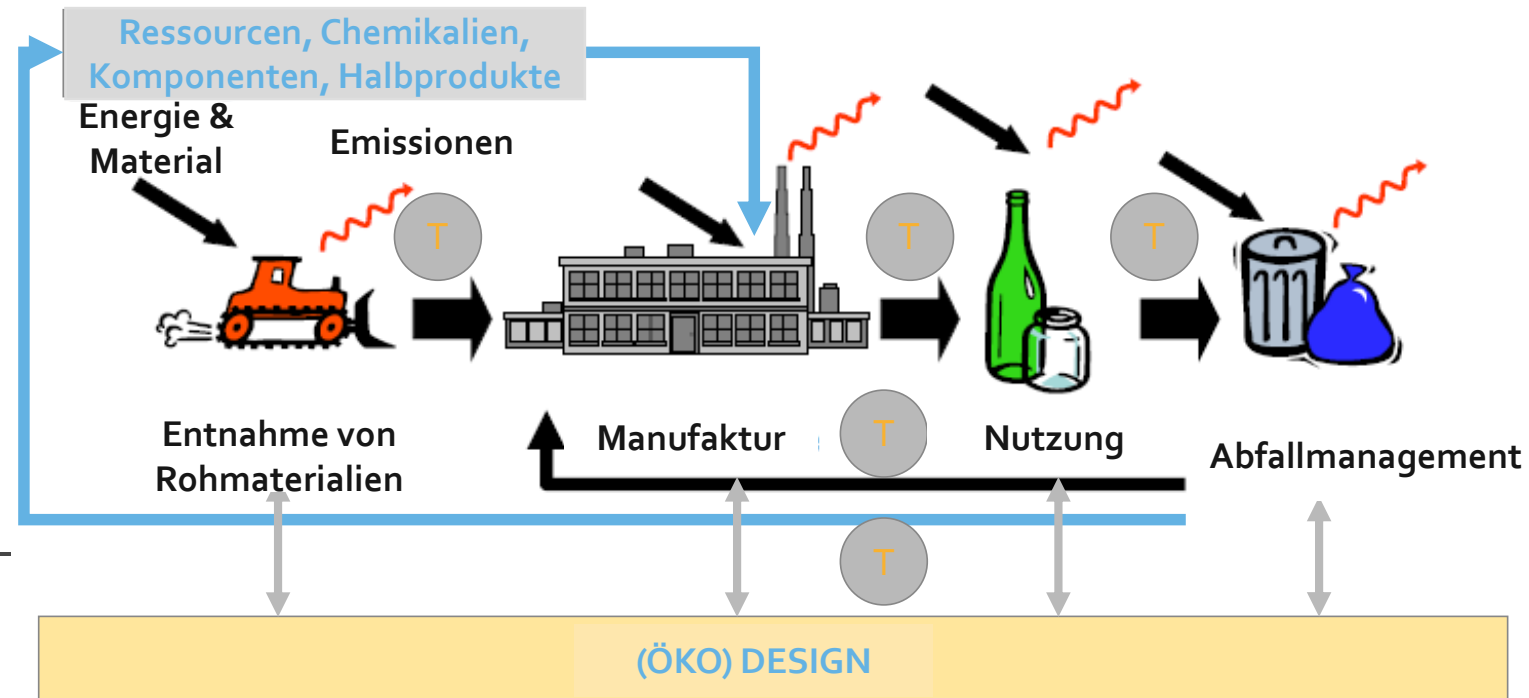 Ressourcen, Chemikalien,
Komponenten, Halbprodukte
Energie &
Material
Emissionen
T
T
T
Entnahme von
Rohmaterialien
Manufaktur
T
Nutzung
Abfallmanagement
T
(ÖKO) DESIGN